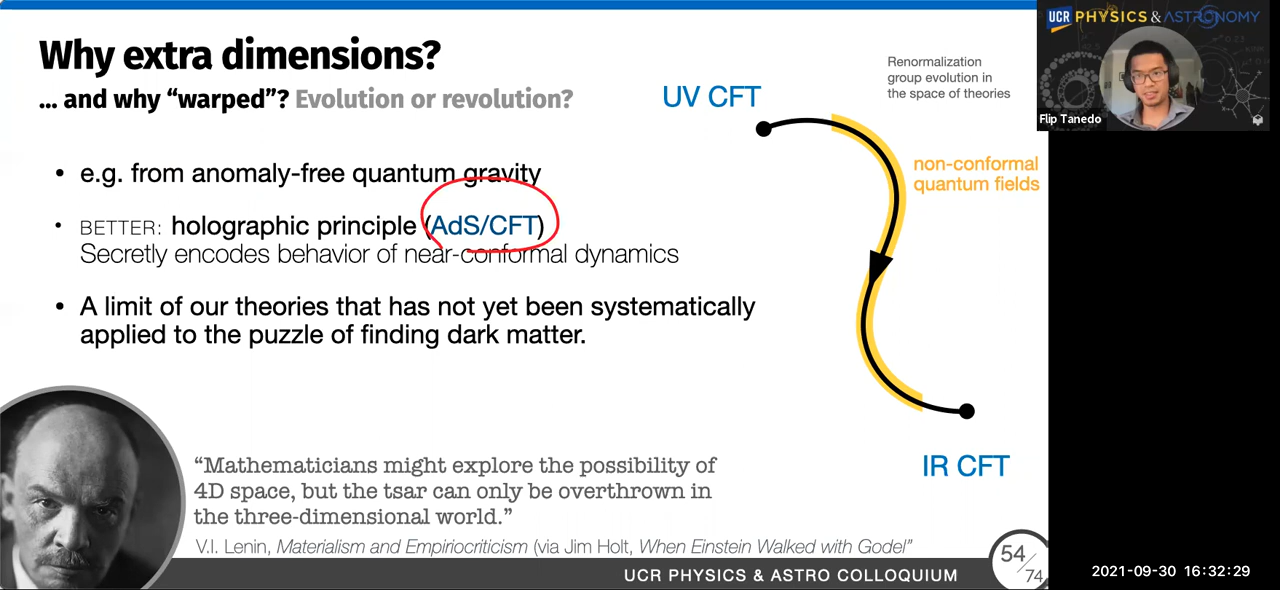 Why extra dimensions?
... and why “warped”? Evolution or revolution?
• e.g. from anomaly-free quantum gravity
• BETTER: holographic principle (AdS/CFT)
Secretly encodes behavior of near-conformal dynamics
• A limit of our theories that has not yet been systematically
applied to the puzzle of finding dark matter.
UV CFT
Renormalization
group evolution in
the space of theories
non-conformal
quantum fields
IR CFT
“Mathematicians might explore the possibility of
4D space, but the tsar can only be overthrown in
the three-dimensional world.”
V.I. Lenin, Materialism and Empiriocriticism (via Jim Holt, When Einstein Walked with Godel”
UCR PHYSICS & ASTRO COLLOQUIUM
54/74
UCR PHYSICS & ASTRONOMY
Flip Tanedo
2021-09-30 16:32:29